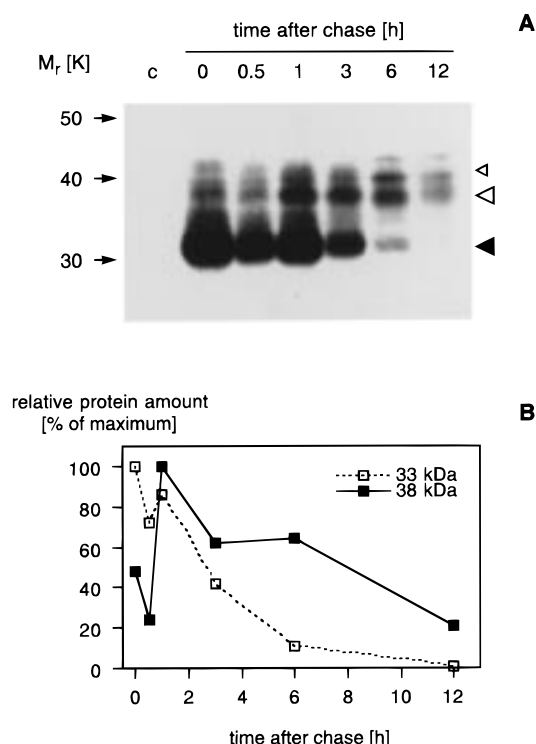 A
time after chase [h]
Mr [K] c 0 0.5 1 3 6 12
50
40
30
B
relative protein amount
[% of maximum]
33 kDa
38 kDa
100
80
60
40
20
0
0 2 4 6 8 10 12
time after chase [h]